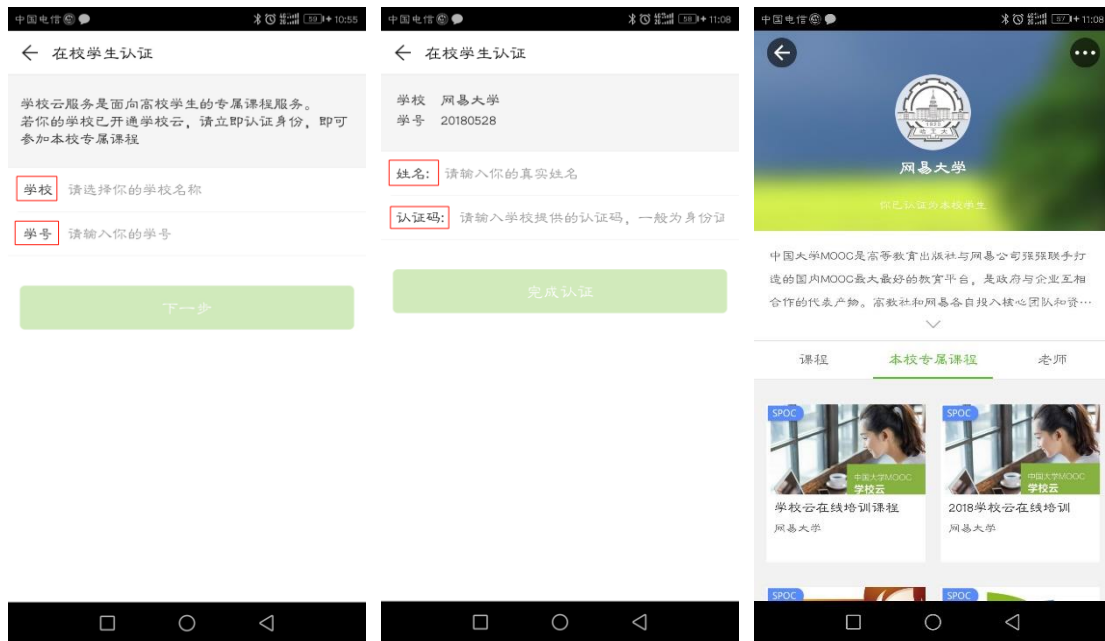 中国电信
59
10:55
在校学生认证
学校云服务是面向高校学生的专属课程服务。
若你的学校已开通学校云，请立即认证身份，即可
参加本校专属课程
学校 请选择你的学校名称
学号 请输入你的学号
下一步
中国电信
58
11:08
在校学生认证
学校 网易大学
学号 20180528
姓名: 请输入你的真实姓名
认证码: 请输入学校提供的认证码，一般为身份证
完成认证
中国电信
57
11:08
1920
哈工大
网易大学
你已认证为本校学生
中国大学MOOC是高等教育出版社与网易公司强强联手打
造的国内MOOC最大最好的教育平台，是政府与企业互相
合作的代表产物。高教社和网易各自投入核心团队和资…
课程 本校专属课程 老师
SPOC
中国大学MOOC
学校云
学校云在线培训课程
网易大学
SPOC
中国大学MOOC
学校云
2018学校云在线培训
网易大学
SPOC
SPOC